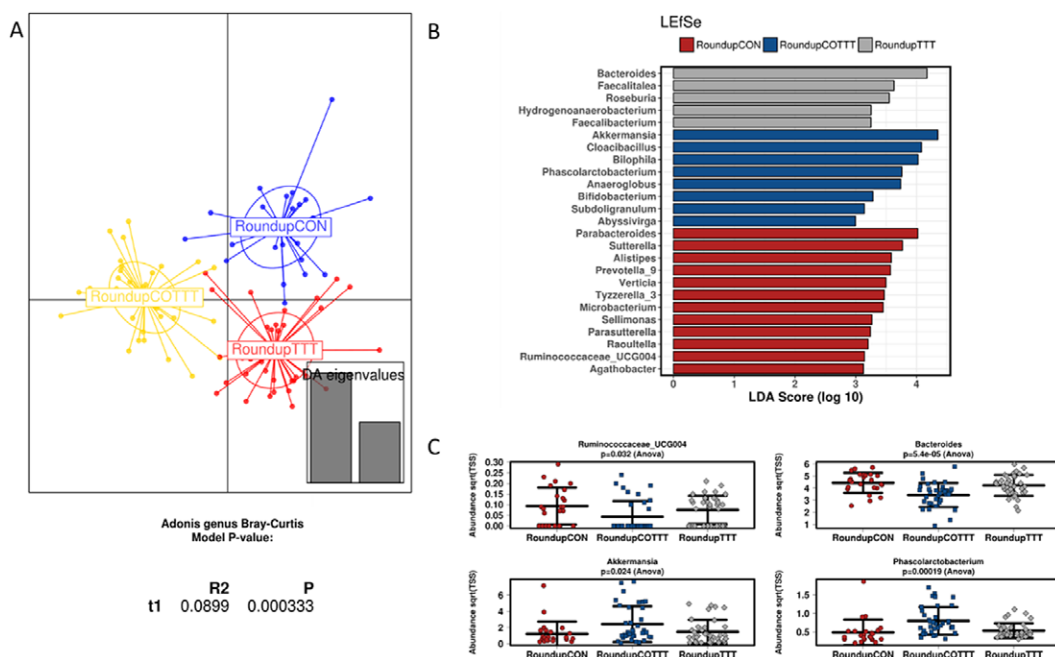 A
RoundupCON
RoundupCOTTT
RoundupTTT
DA eigenvalues
Adonis genus Bray-Curtis
Model P-value:
R2 P
t1 0.0899 0.000333
B
LEfSe
RoundupCON RoundupCOTTT RoundupTTT
Bacteroides
Faecalitalea
Roseburia
Hydrogenoanaerobacterium
Faecalibacterium
Akkermansia
Cloacibacillus
Bilophila
Phascolarctobacterium
Anaeroglobus
Bifidobacterium
Subdoligranulum
Abyssivirga
Parabacteroides
Sutterella
Alistipes
Prevotella_9
Verticia
Tyzzerella_3
Microbacterium
Sellimonas
Parasutterella
Raoultella
Ruminococcaceae_UCG004
Agathobacter
0 1 2 3 4
LDA Score (log 10)
C
Ruminococcaceae_UCG004
p=0.032 (Anova)
Abundance sqrt(TSS)
0.30
0.25
0.20
0.15
0.10
0.05
0.00
RoundupCON RoundupCOTTT RoundupTTT
Bacteroides
p=5.4e-05 (Anova)
Abundance sqrt(TSS)
6
5
4
3
2
1
RoundupCON RoundupCOTTT RoundupTTT
Akkermansia
p=0.024 (Anova)
Abundance sqrt(TSS)
6
4
2
0
RoundupCON RoundupCOTTT RoundupTTT
Phascolarctobacterium
p=0.00019 (Anova)
Abundance sqrt(TSS)
1.5
1.0
0.5
RoundupCON RoundupCOTTT RoundupTTT